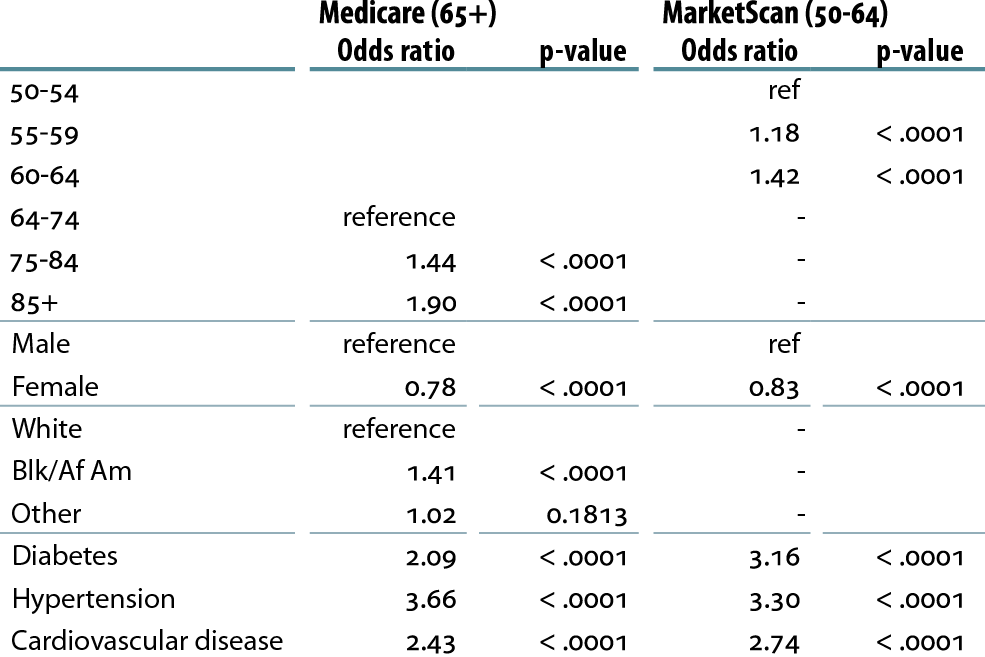 Medicare (65+) MarketScan (50-64)
Odds ratio p-value Odds ratio p-value
50-54 ref
55-59 1.18 < .0001
60-64 1.42 < .0001
64-74 reference -
75-84 1.44 < .0001 -
85+ 1.90 < .0001 -
Male reference ref
Female 0.78 < .0001 0.83 < .0001
White reference -
Blk/Af Am 1.41 < .0001 -
Other 1.02 0.1813 -
Diabetes 2.09 < .0001 3.16 < .0001
Hypertension 3.66 < .0001 3.30 < .0001
Cardiovascular disease 2.43 < .0001 2.74 < .0001